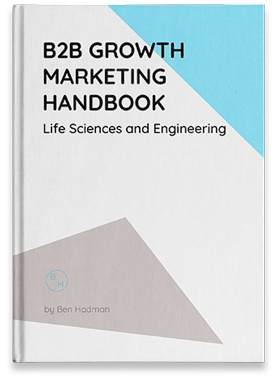 B2B GROWTH
MARKETING
HANDBOOK
Life Sciences and Engineering
B
H
by Ben Hadman